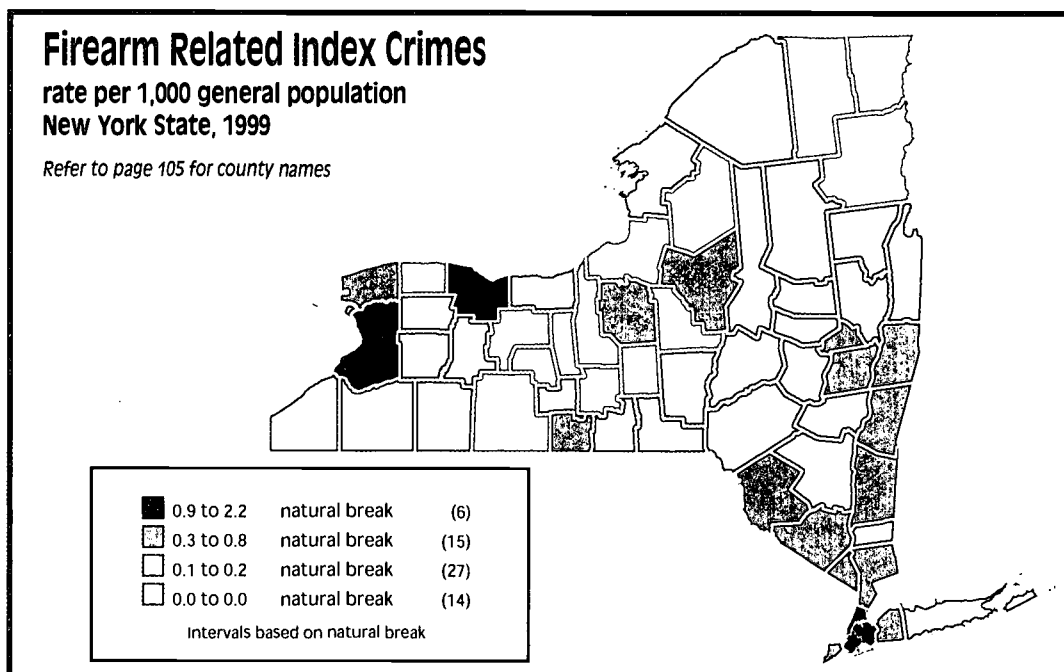 Firearm Related Index Crimes
rate per 1,000 general population
New York State, 1999
Refer to page 105 for county names
0.9 to 2.2 natural break (6)
0.3 to 0.8 natural break (15)
0.1 to 0.2 natural break (27)
0.0 to 0.0 natural break (14)
Intervals based on natural break